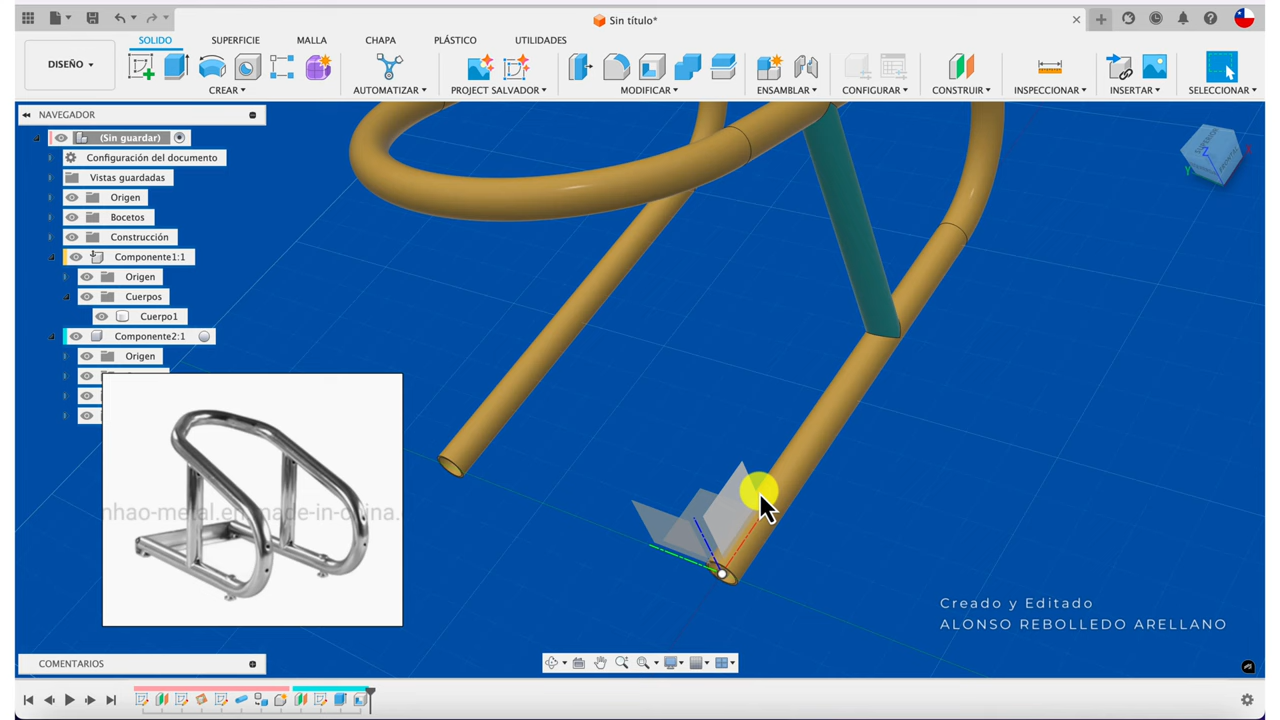 Sin título*
SOLIDO
SUPERFICIE
MALLA
CHAPA
PLÁSTICO
UTILIDADES
DISEÑO
CREAR
AUTOMATIZAR
PROJECT SALVADOR
MODIFICAR
ENSAMBLAR
CONFIGURAR
CONSTRUIR
INSPECCIONAR
INSERTAR
SELECCIONAR
NAVEGADOR
(Sin guardar)
Configuración del documento
Vistas guardadas
Origen
Bocetos
Construcción
Componente1:1
Origen
Cuerpos
Cuerpo1
Componente2:1
Origen
SUPERIOR
Z
Y
X
Creado y Editado
ALONSO REBOLLEDO ARELLANO
COMENTARIOS